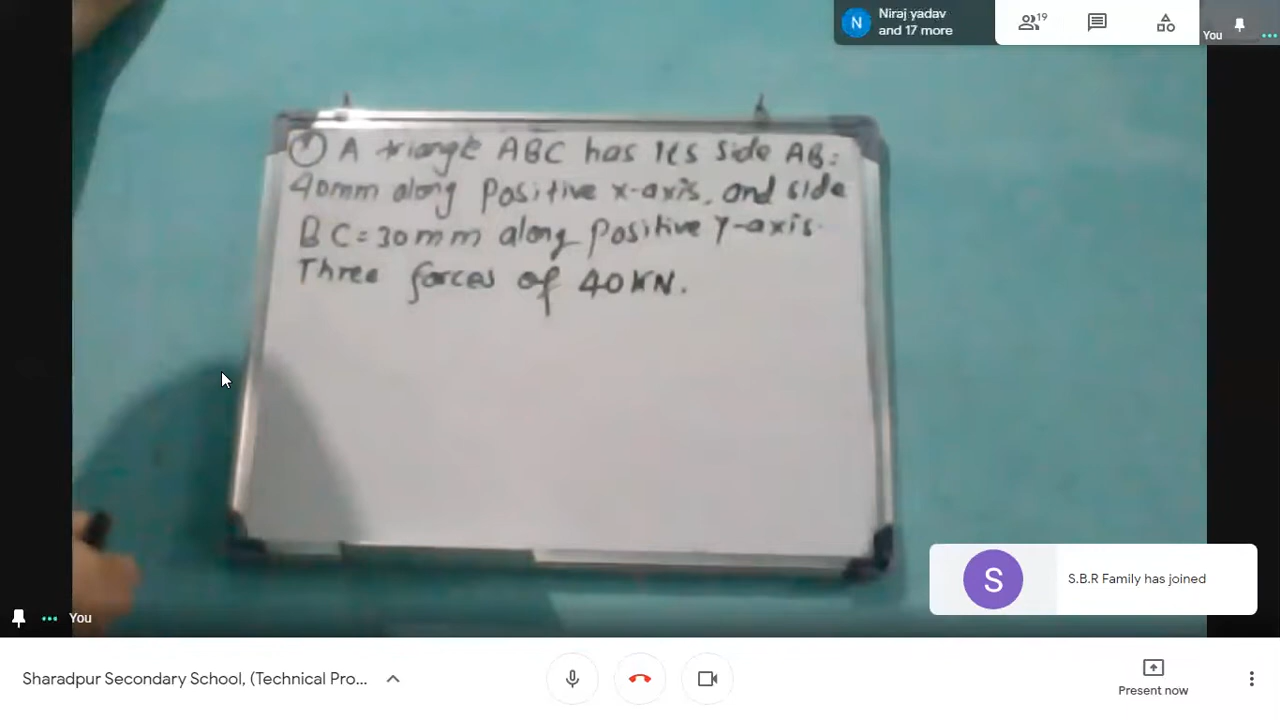 Niraj yadav
and 17 more
N
19
You
① A triangle ABC has its side AB =
40mm along positive x-axis, and side
BC = 30mm along positive Y-axis.
Three forces of 40 KN.
S
S.B.R Family has joined
You
Sharadpur Secondary School, (Technical Pro...
Present now